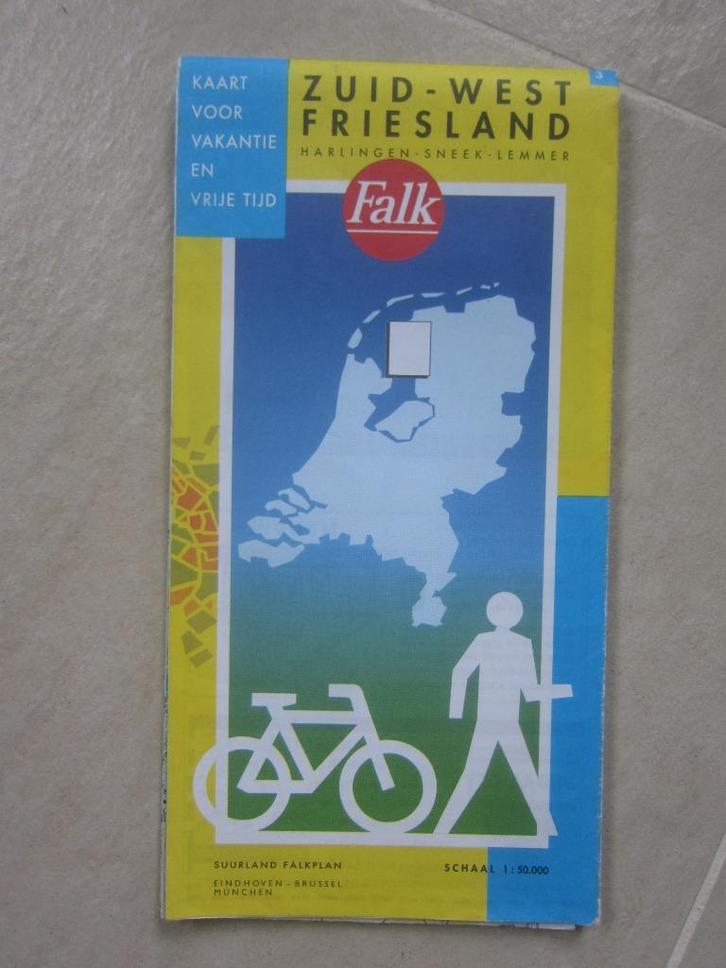 KAART
VOOR
VAKANTIE
EN
VRIJE TIJD
3
ZUID-WEST
FRIESLAND
HARLINGEN-SNEEK-LEMMER
Falk
SUURLAND FALKPLAN
EINDHOVEN - BRUSSEL
MÜNCHEN
SCHAAL 1:50.000